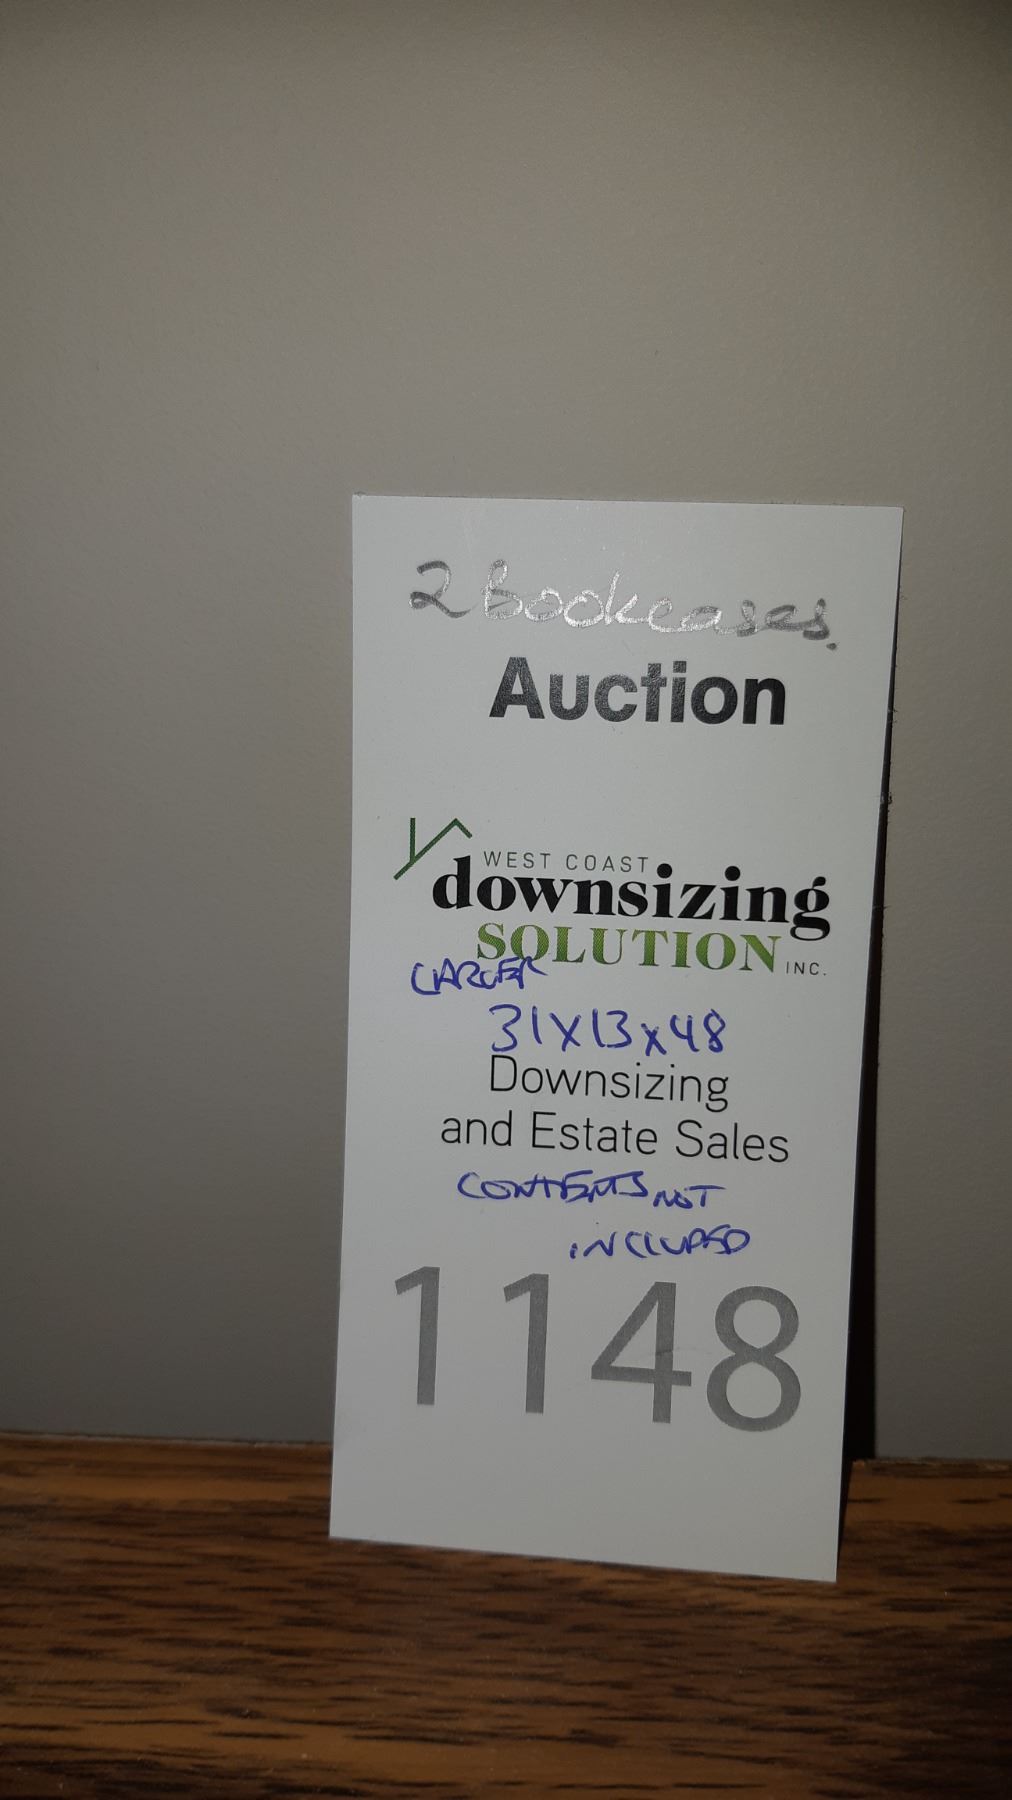 2 Bookcases.
Auction
WEST COAST
downsizing
SOLUTION INC.
LARGER
31X13X48
Downsizing
and Estate Sales
CONTENTS NOT
INCLUDED
1148